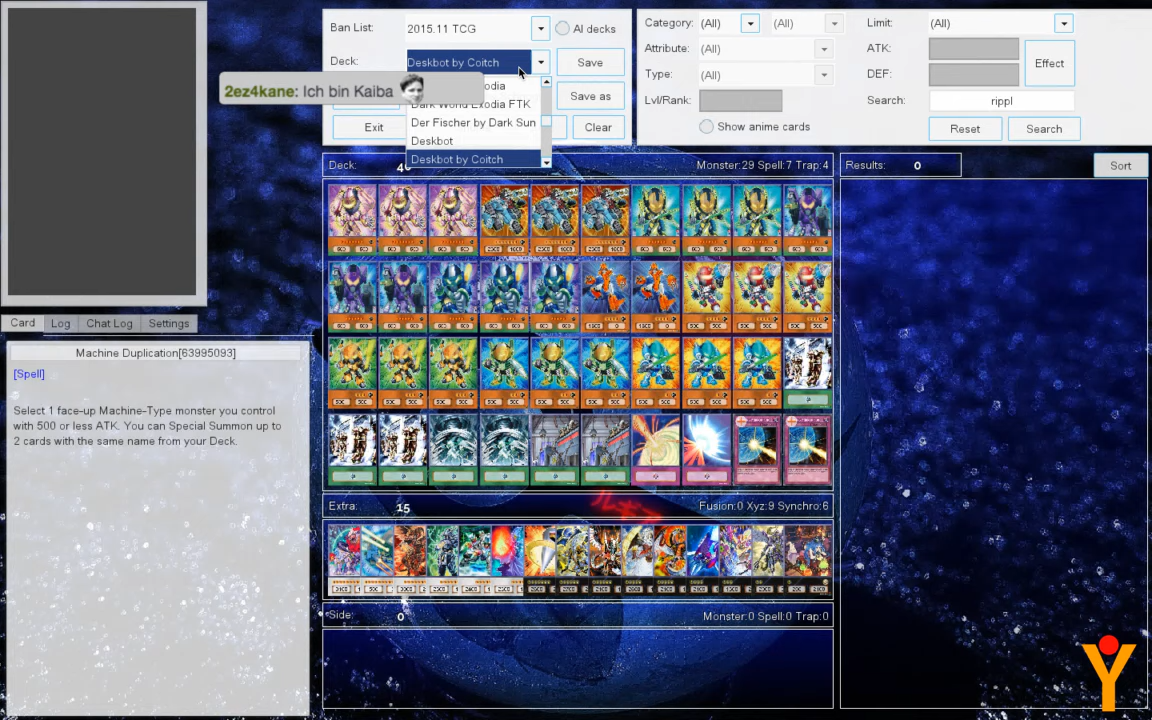 Ban List: 2015.11 TCG AI decks
Deck: Deskbot by Coitch Save
2ez4kane: Ich bin Kaiba
odia
Dark World Exodia FTK
Der Fischer by Dark Sun
Deskbot
Deskbot by Coitch
Save as
Exit
Clear
Category: (All) (All)
Attribute: (All)
Type: (All)
Lvl/Rank:
Show anime cards
Limit: (All)
ATK:
DEF:
Effect
Search: rippl
Reset Search
Deck: 40 Monster:29 Spell:7 Trap:4
Results: 0
Sort
Card Log Chat Log Settings
Machine Duplication[63995093]
[Spell]
Select 1 face-up Machine-Type monster you control
with 500 or less ATK. You can Special Summon up to
2 cards with the same name from your Deck.
Extra: 15 Fusion:0 Xyz:9 Synchro:6
Side: 0 Monster:0 Spell:0 Trap:0